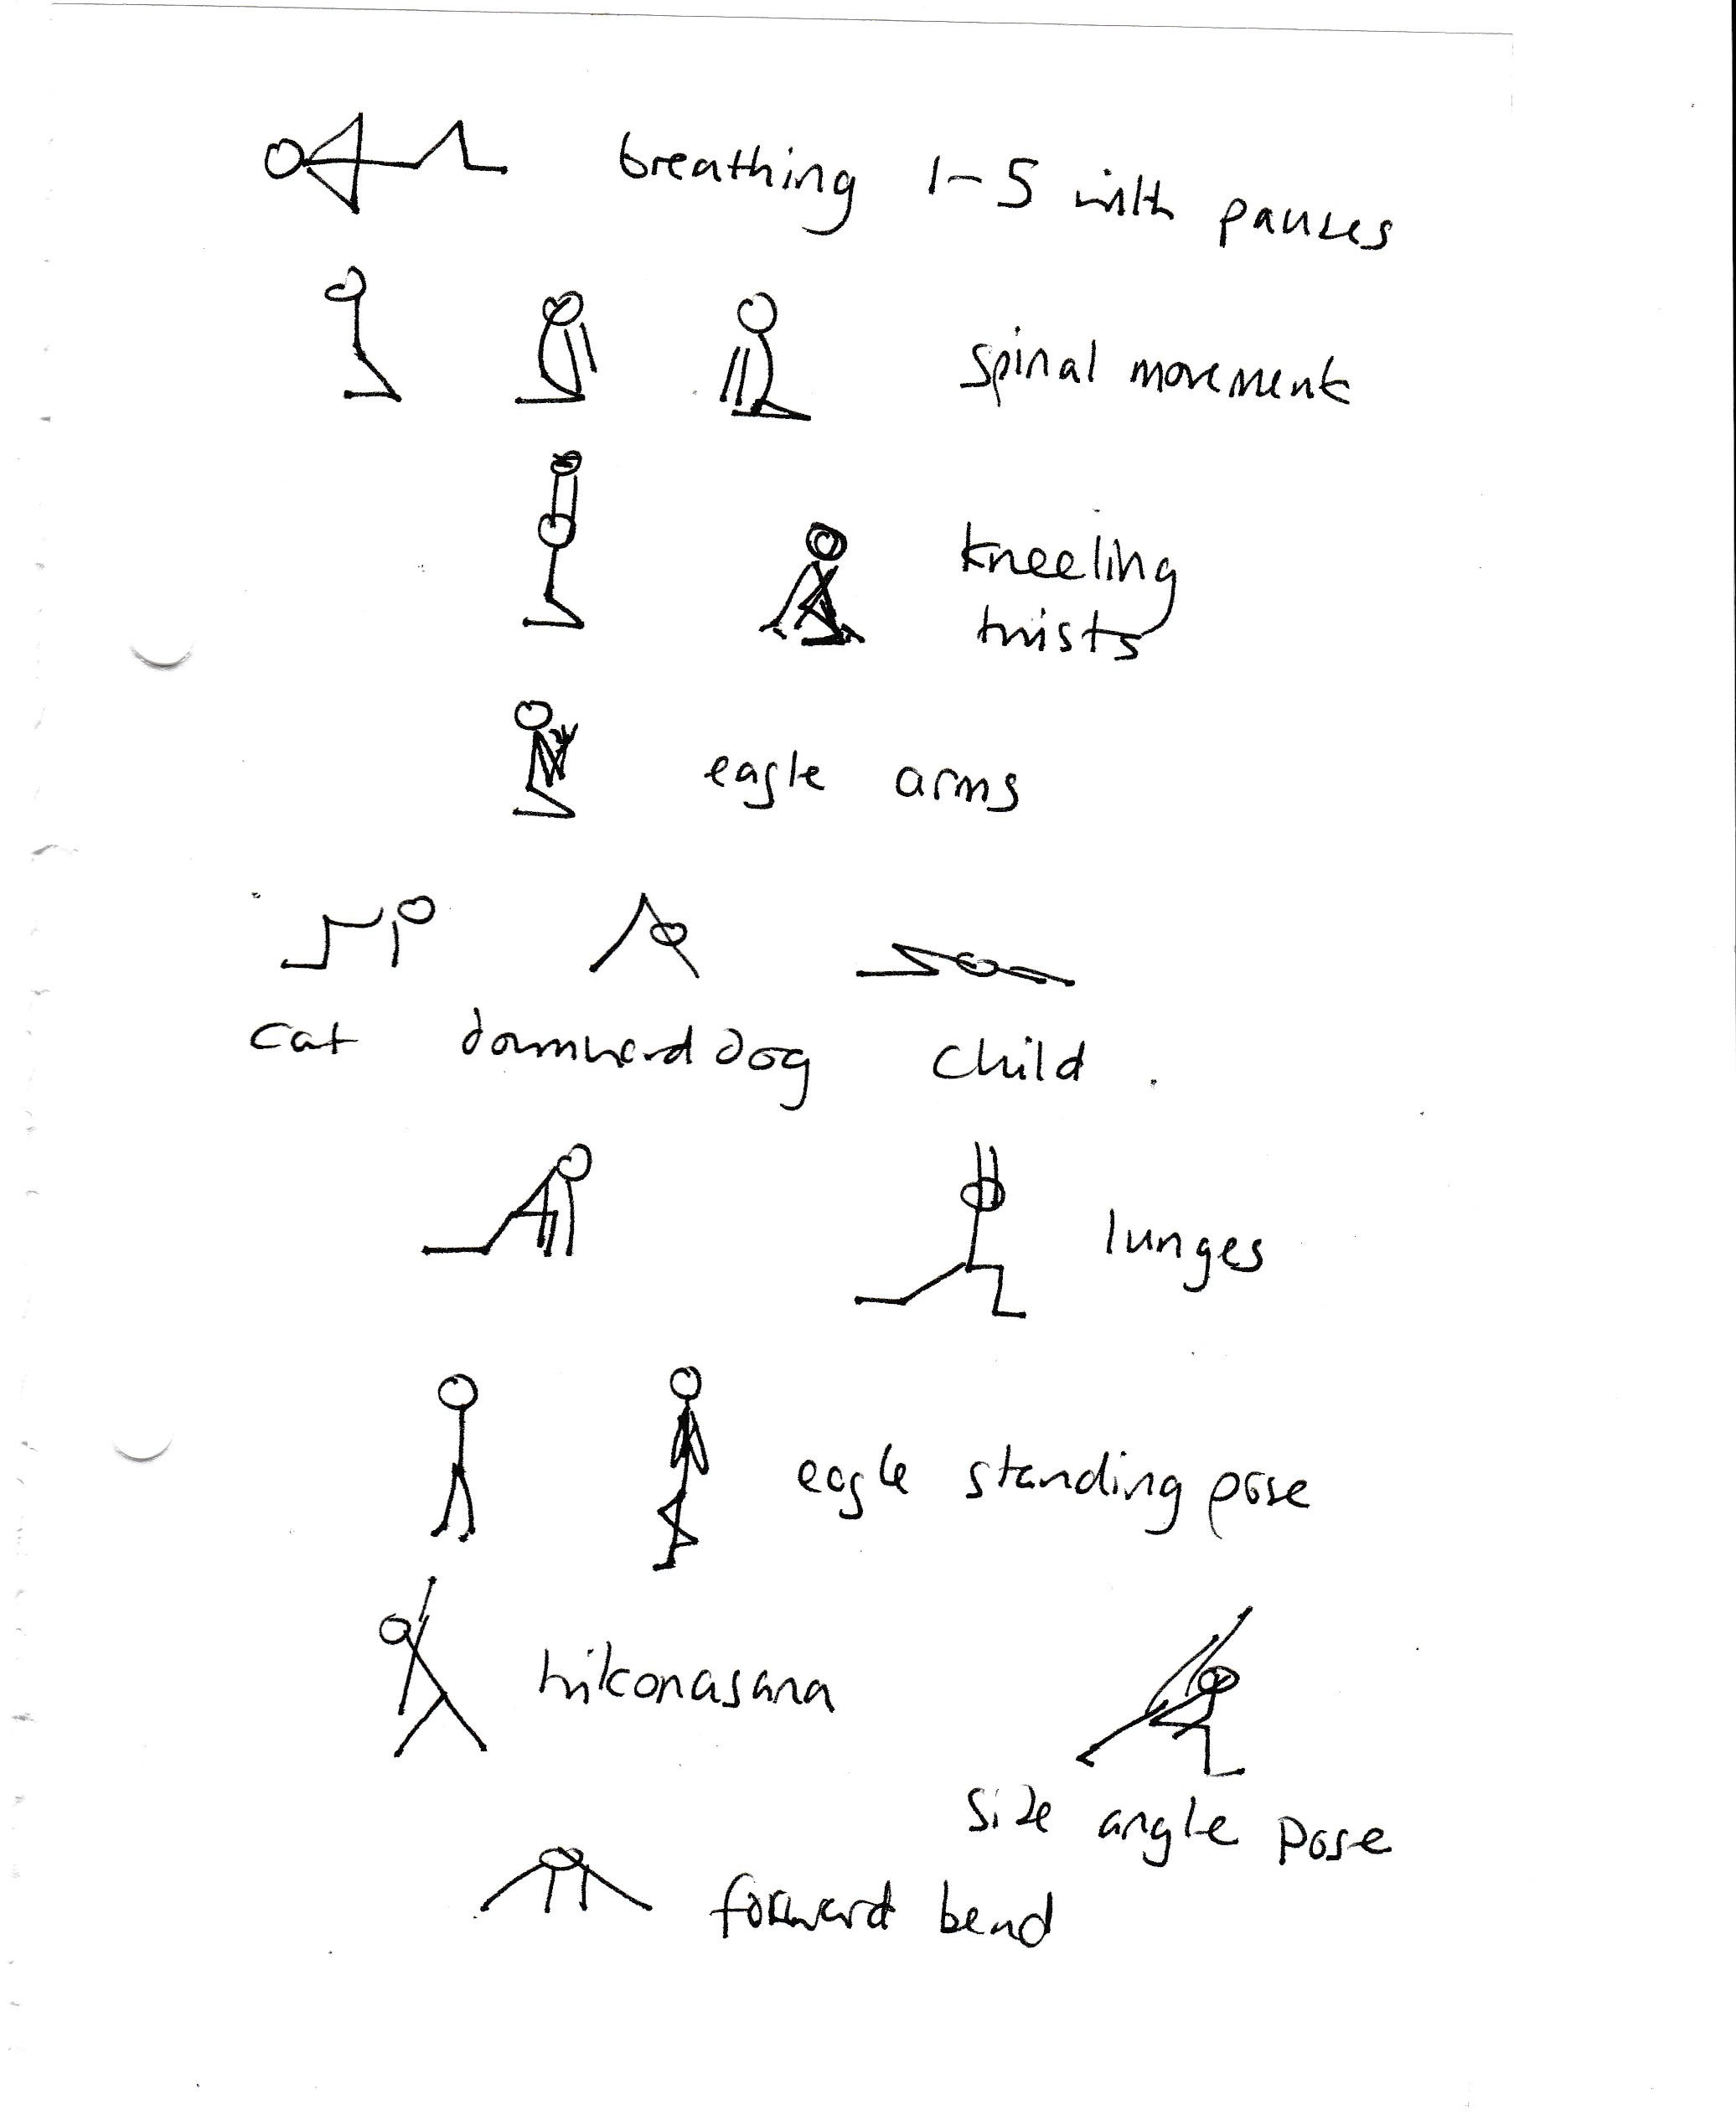 breathing 1-5 with pauses
spinal movement
kneeling
twists
eagle arms
cat downward dog child.
lunges
eagle standing pose
trikonasana
side angle pose
forward bend